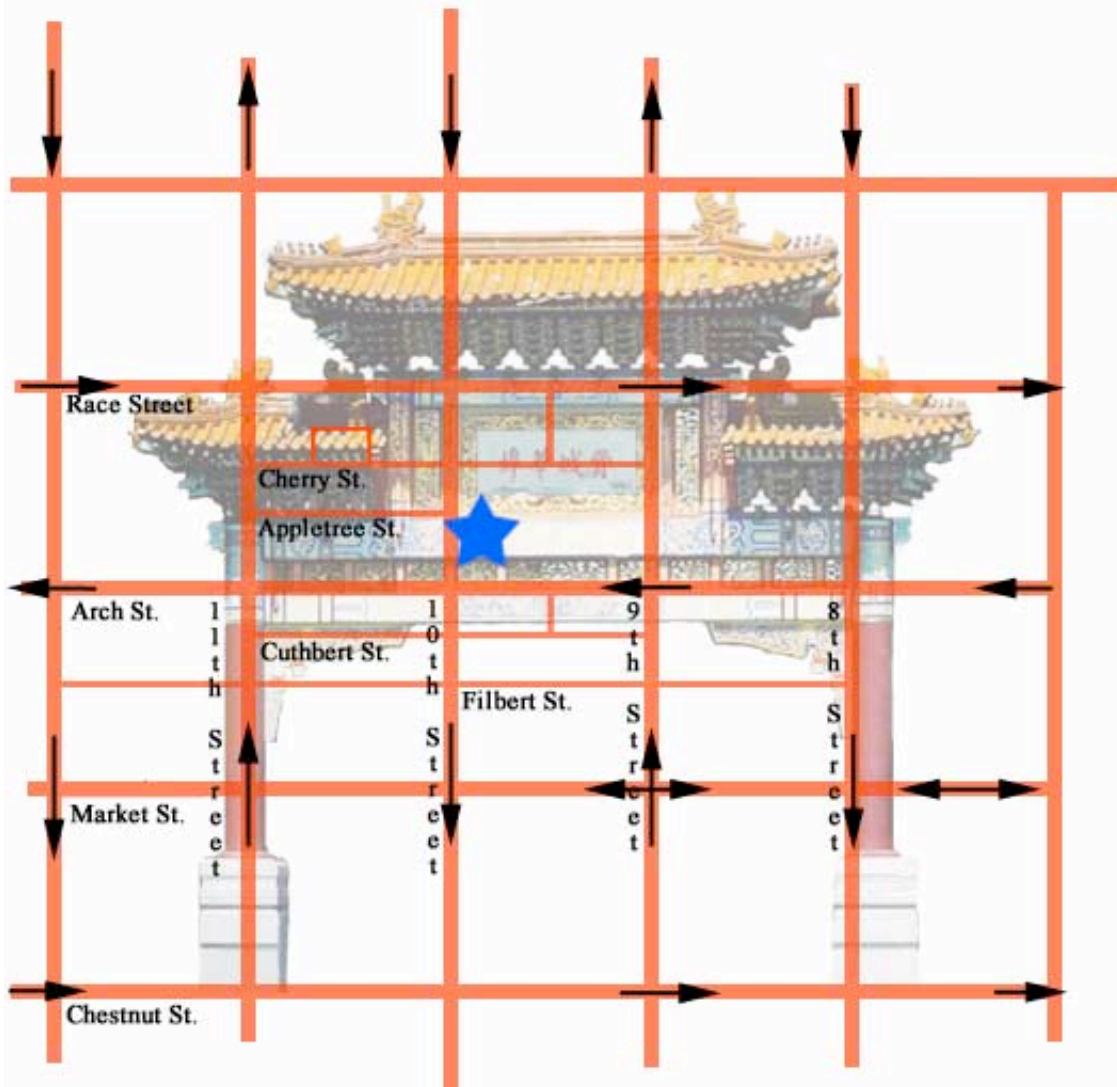 Race Street
Cherry St.
Appletree St.
Arch St.
11th Street
10th Street
9th Street
8th Street
Cuthbert St.
Filbert St.
Market St.
Chestnut St.